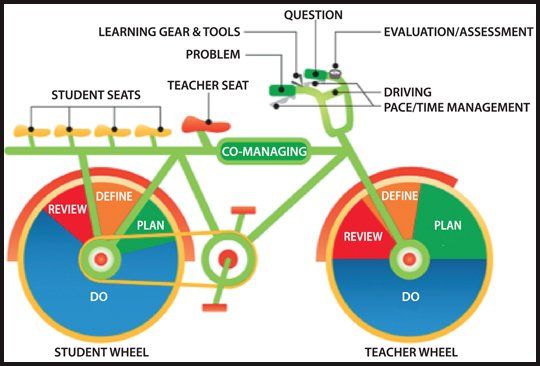 QUESTION
LEARNING GEAR & TOOLS
EVALUATION/ASSESSMENT
PROBLEM
TEACHER SEAT
STUDENT SEATS
DRIVING
PACE/TIME MANAGEMENT
CO-MANAGING
REVIEW
DEFINE
PLAN
DO
REVIEW
DEFINE
PLAN
DO
STUDENT WHEEL
TEACHER WHEEL